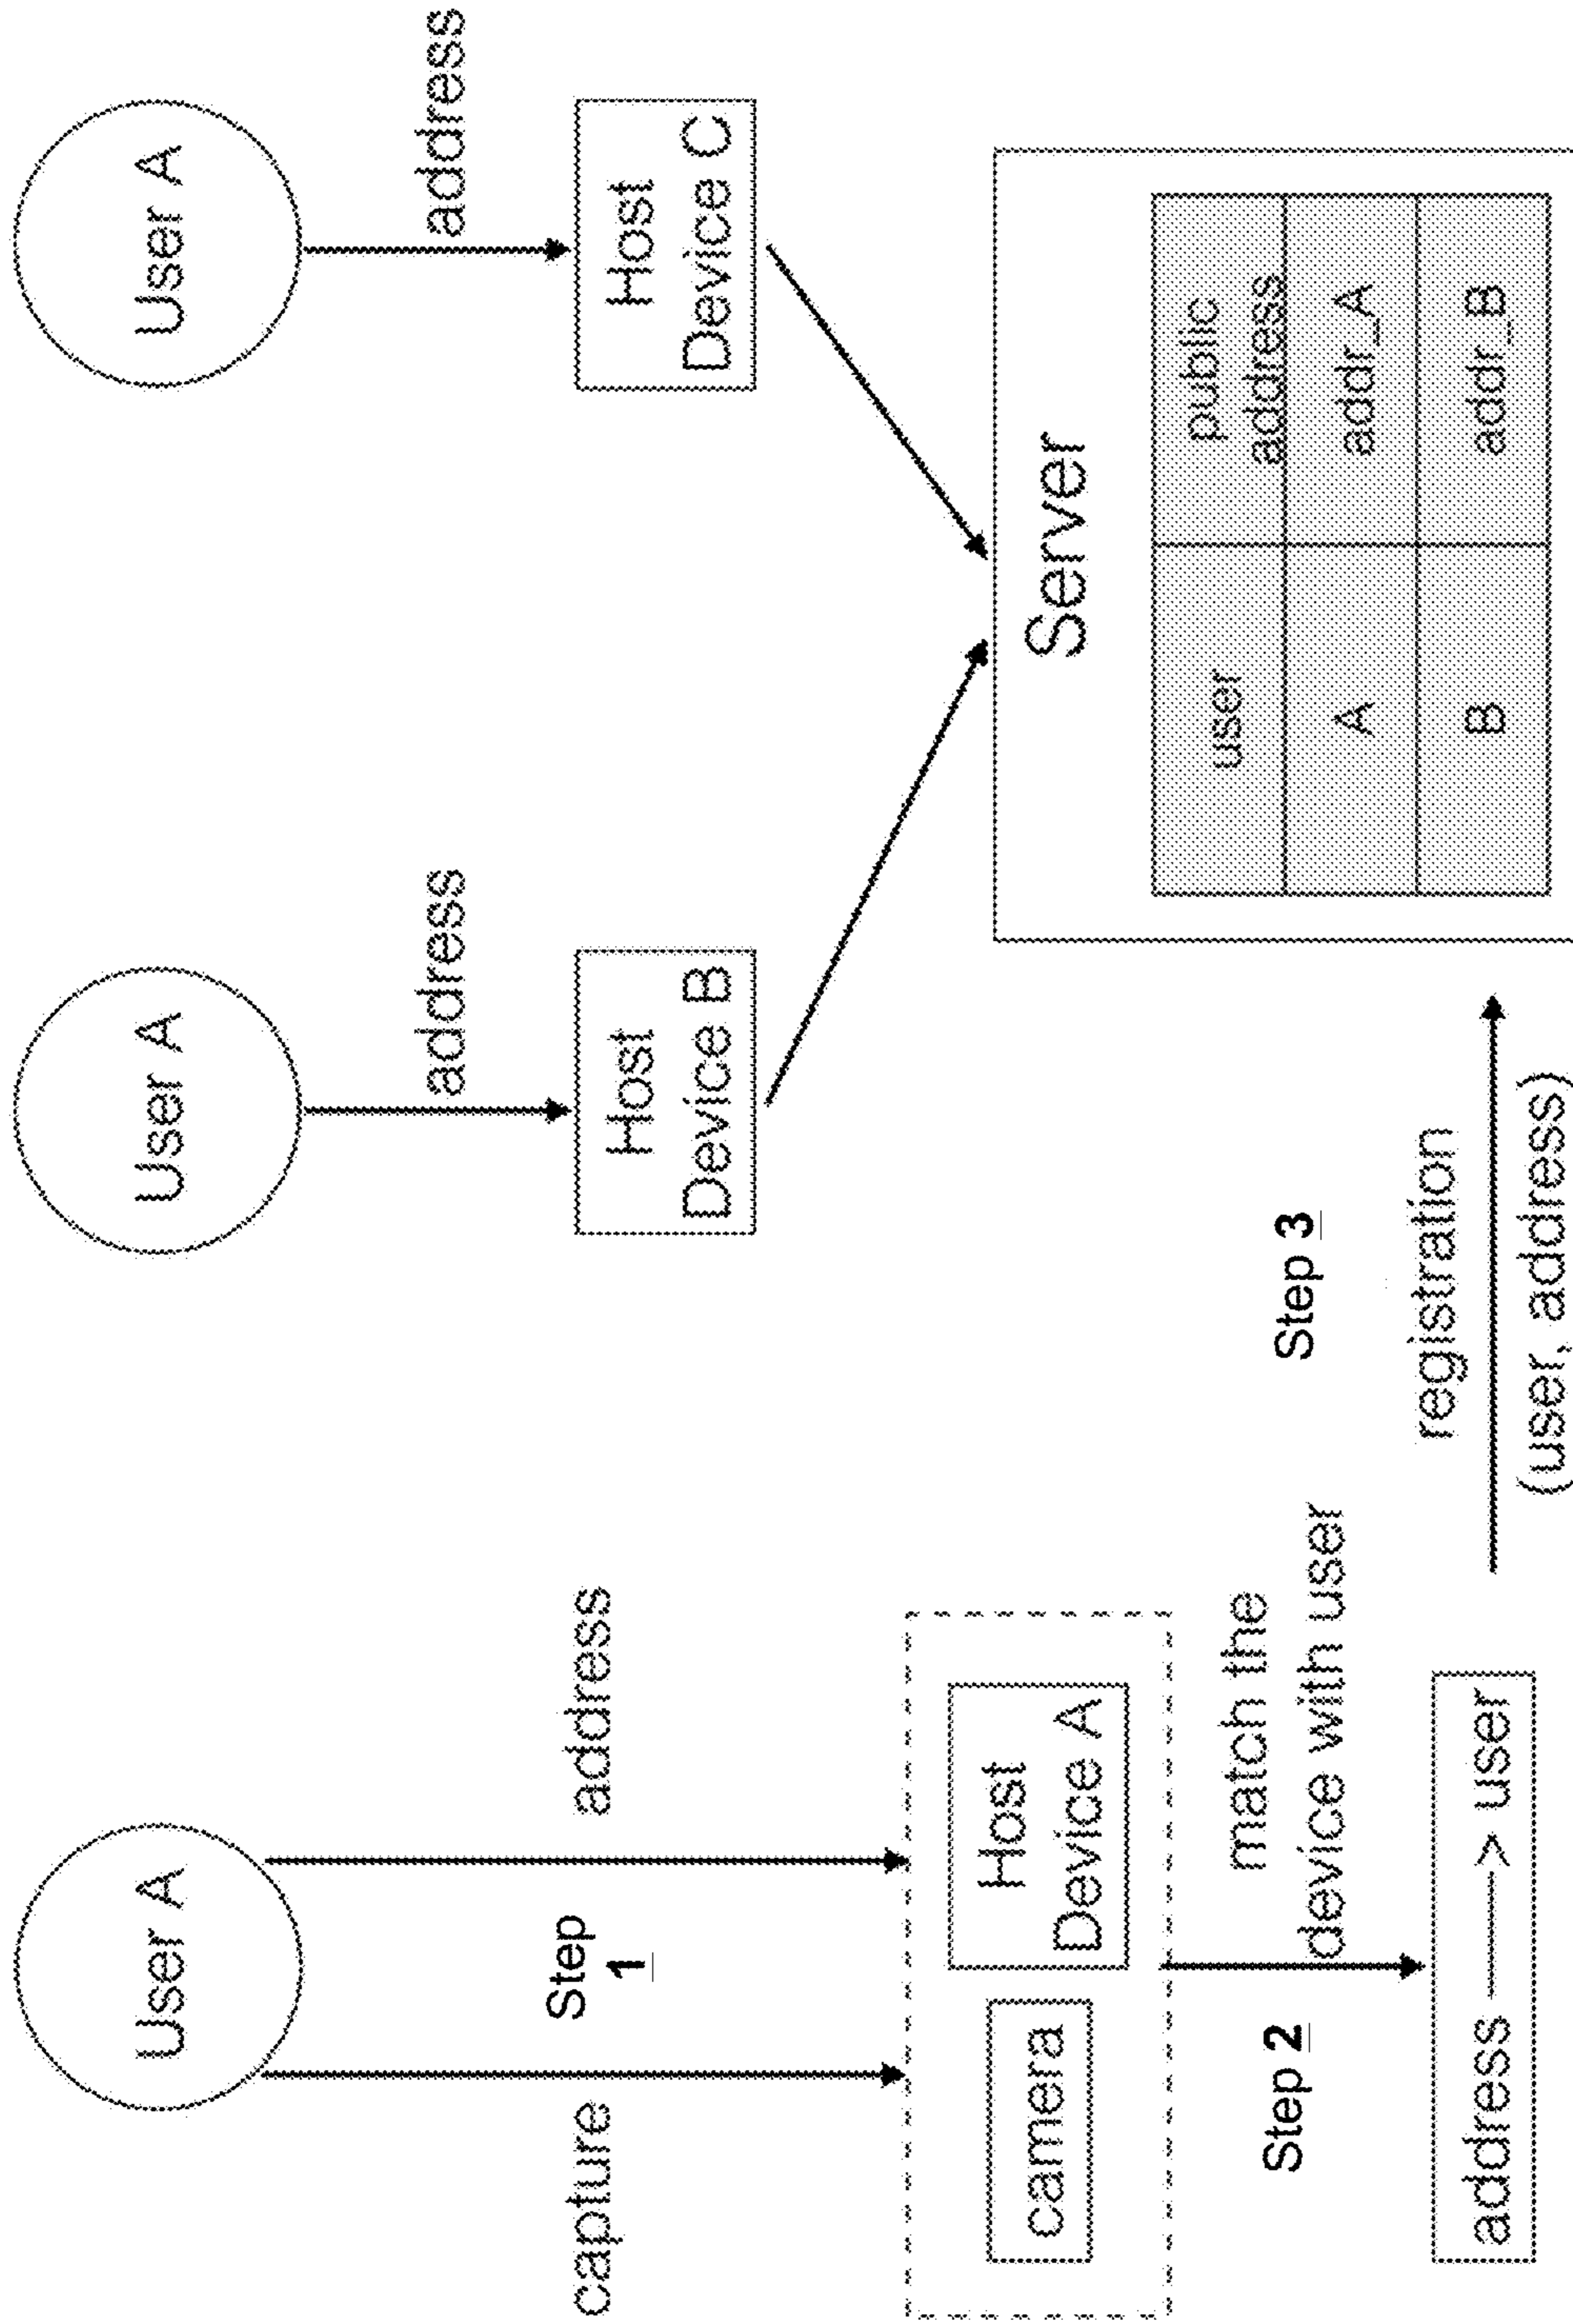 User A
User A
User A
capture
Step
1
address
address
address
camera
Host
Device A
Host
Device B
Host
Device C
Step 2
match the
device with user
address ——> user
Step 3
registration
(user, address)
Server
user
public
address
A
addr_A
B
addr_B